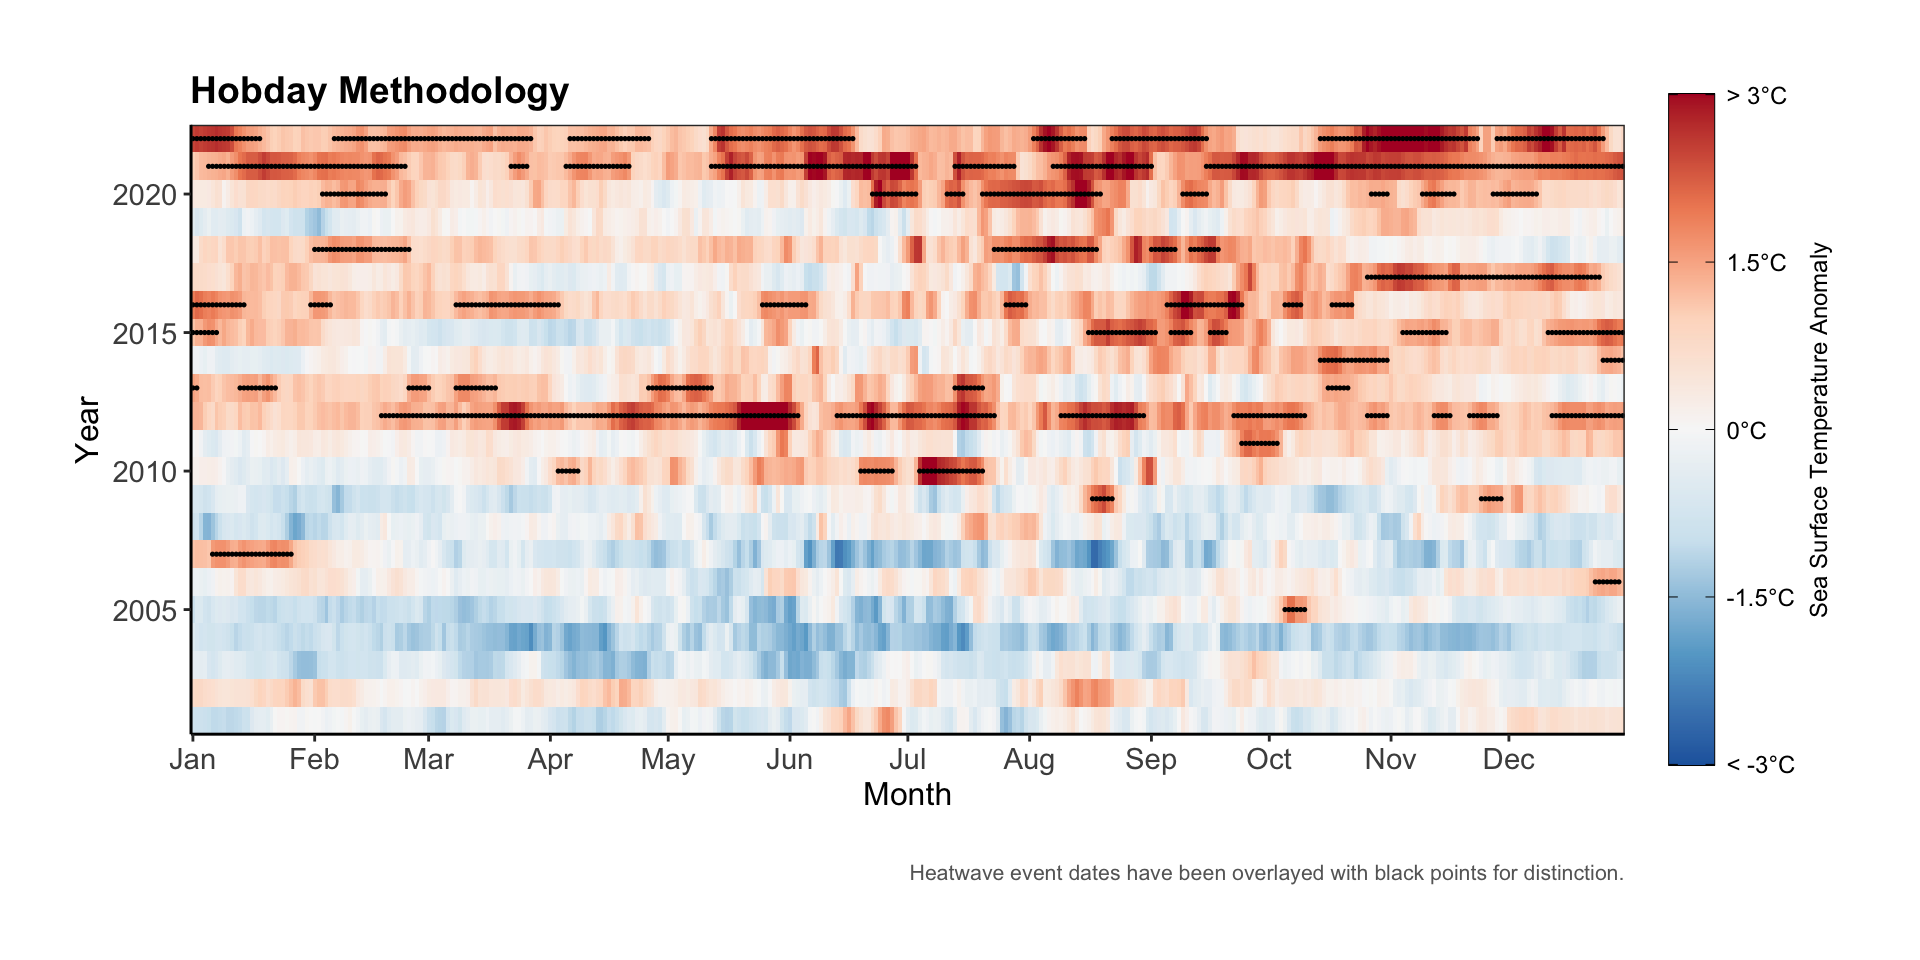 Hobday Methodology
> 3°C
1.5°C
0°C
-1.5°C
< -3°C
Sea Surface Temperature Anomaly
Year
2020
2015
2010
2005
Jan Feb Mar Apr May Jun Jul Aug Sep Oct Nov Dec
Month
Heatwave event dates have been overlayed with black points for distinction.